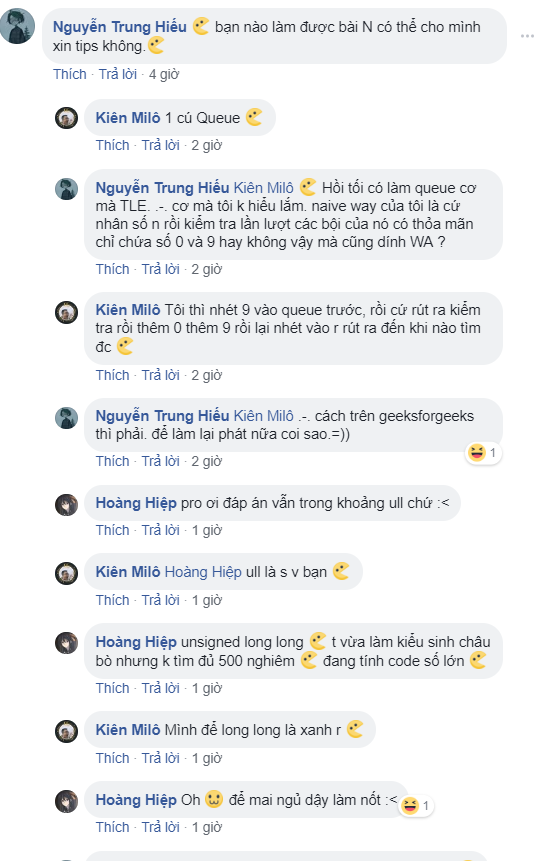 Nguyễn Trung Hiếu bạn nào làm được bài N có thể cho mình
xin tips không.
Thích · Trả lời · 4 giờ
Kiên Milô 1 cú Queue
Thích · Trả lời · 2 giờ
Nguyễn Trung Hiếu Kiên Milô Hồi tối có làm queue cơ
mà TLE. .-. cơ mà tôi k hiểu lắm. naive way của tôi là cứ
nhân số n rồi kiểm tra lần lượt các bội của nó có thỏa mãn
chỉ chứa số 0 và 9 hay không vậy mà cũng dính WA ?
Thích · Trả lời · 2 giờ
Kiên Milô Tôi thì nhét 9 vào queue trước, rồi cứ rút ra kiểm
tra rồi thêm 0 thêm 9 rồi lại nhét vào r rút ra đến khi nào tìm
đc
Thích · Trả lời · 2 giờ
Nguyễn Trung Hiếu Kiên Milô .-. cách trên geeksforgeeks
thì phải. để làm lại phát nữa coi sao.=))
1
Thích · Trả lời · 2 giờ
Hoàng Hiệp pro ơi đáp án vẫn trong khoảng ull chứ :<
Thích · Trả lời · 1 giờ
Kiên Milô Hoàng Hiệp ull là s v bạn
Thích · Trả lời · 1 giờ
Hoàng Hiệp unsigned long long t vừa làm kiểu sinh châu
bò nhưng k tìm đủ 500 nghiêm đang tính code số lớn
Thích · Trả lời · 1 giờ
Kiên Milô Mình để long long là xanh r
Thích · Trả lời · 1 giờ
Hoàng Hiệp Oh để mai ngủ dậy làm nốt :<
1
Thích · Trả lời · 1 giờ